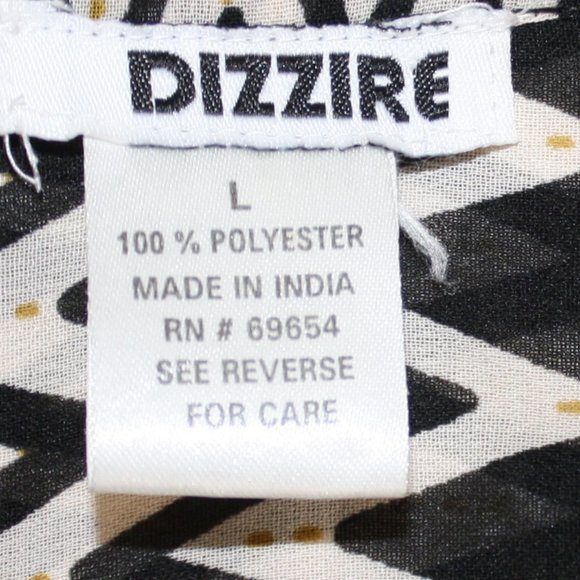 DIZZIRE
L
100 % POLYESTER
MADE IN INDIA
RN # 69654
SEE REVERSE
FOR CARE